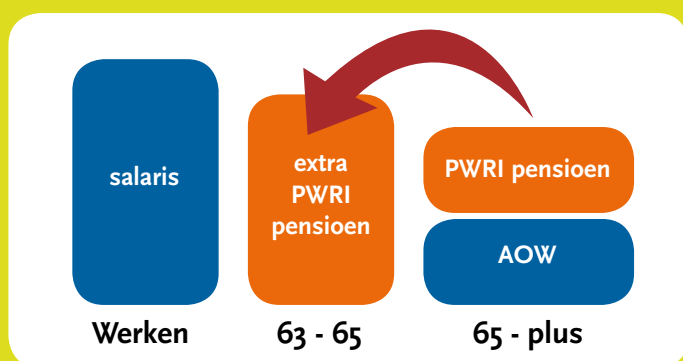 salaris
extra
PWRI
pensioen
PWRI pensioen
AOW
Werken
63 - 65
65 - plus